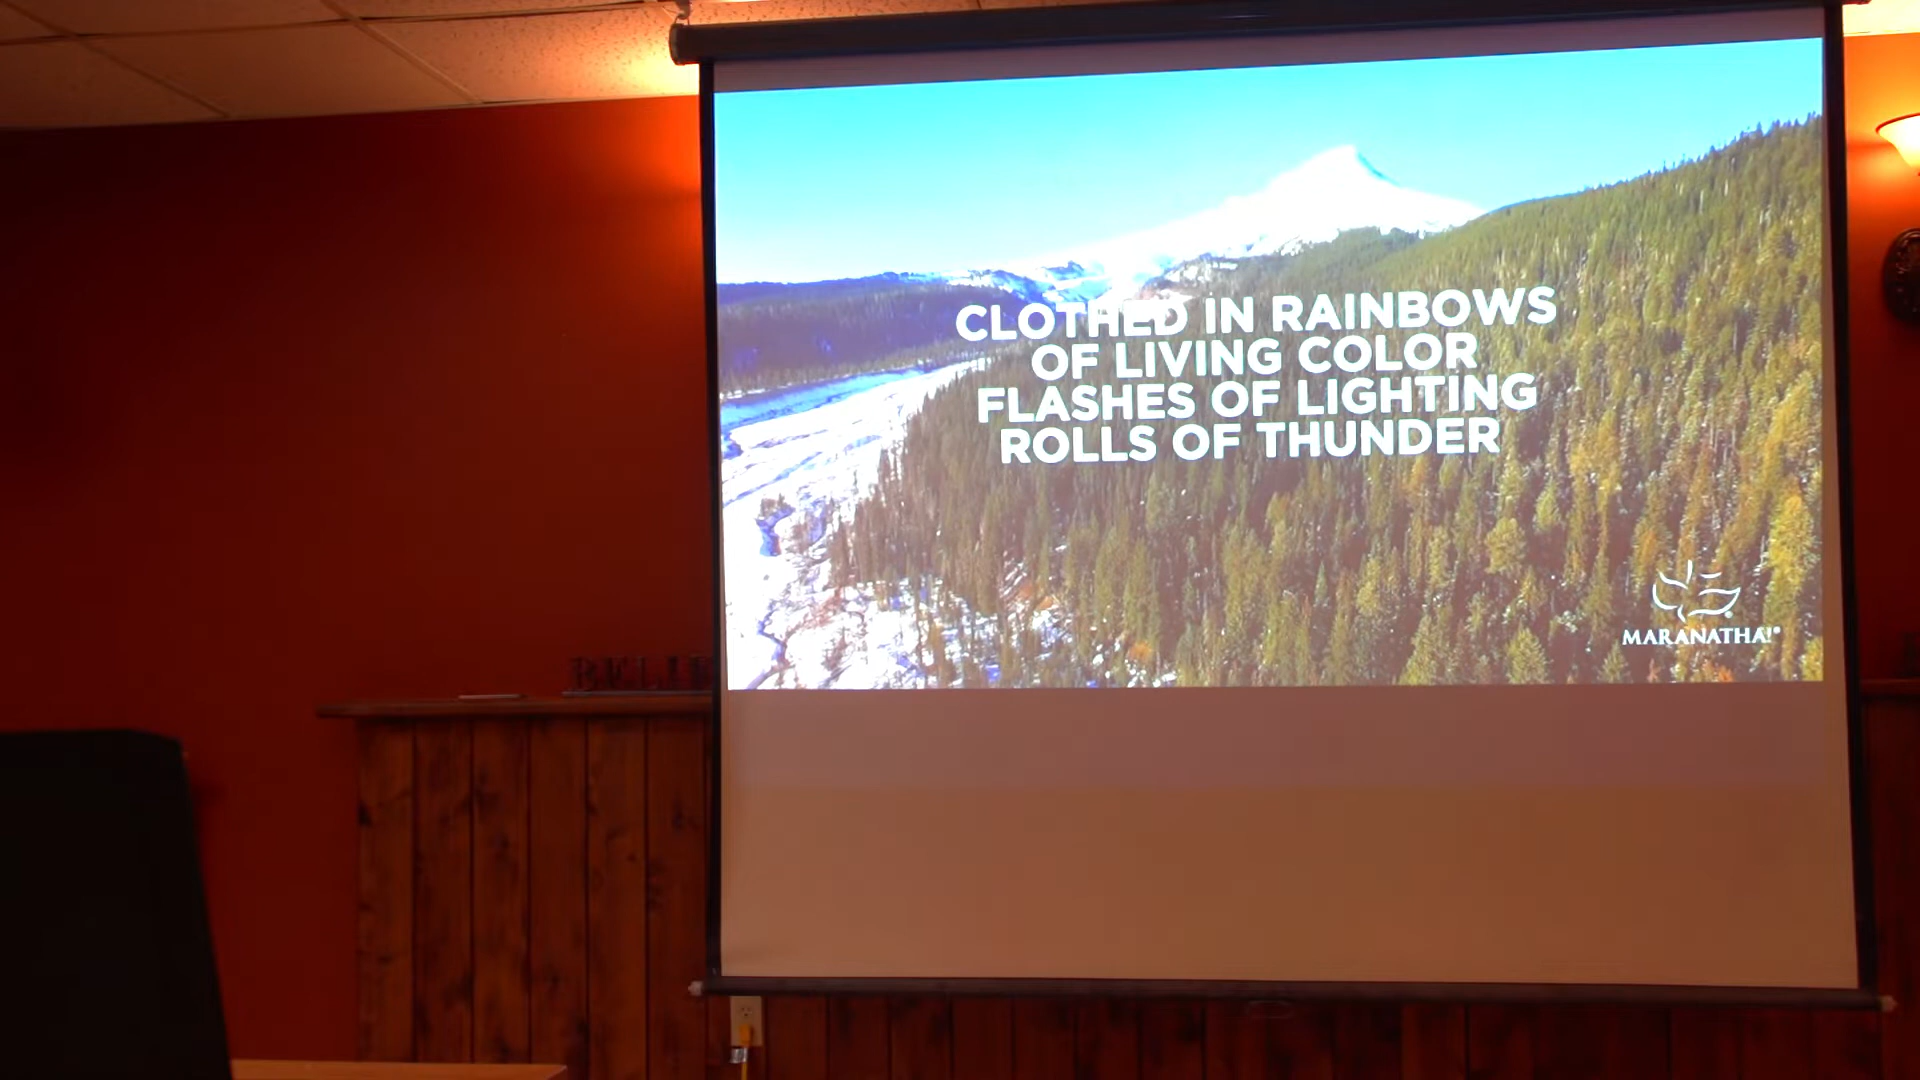 CLOTHED IN RAINBOWS
OF LIVING COLOR
FLASHES OF LIGHTING
ROLLS OF THUNDER
MARANATHA!®